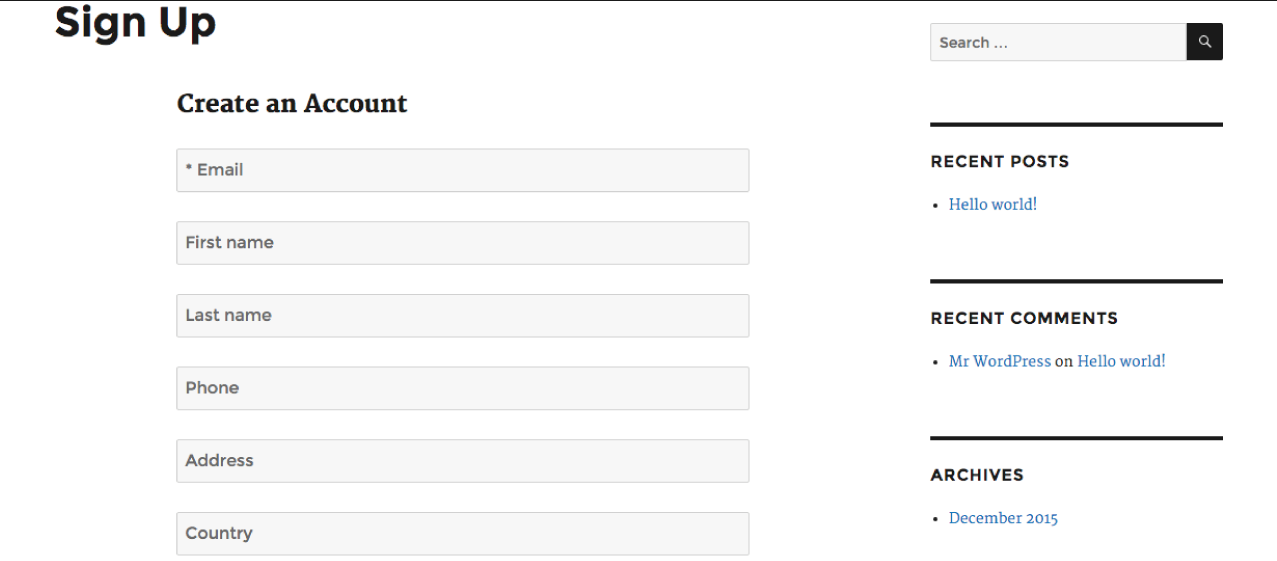 Sign Up
Create an Account
* Email
First name
Last name
Phone
Address
Country
Search ...
RECENT POSTS
Hello world!
RECENT COMMENTS
Mr WordPress on Hello world!
ARCHIVES
December 2015